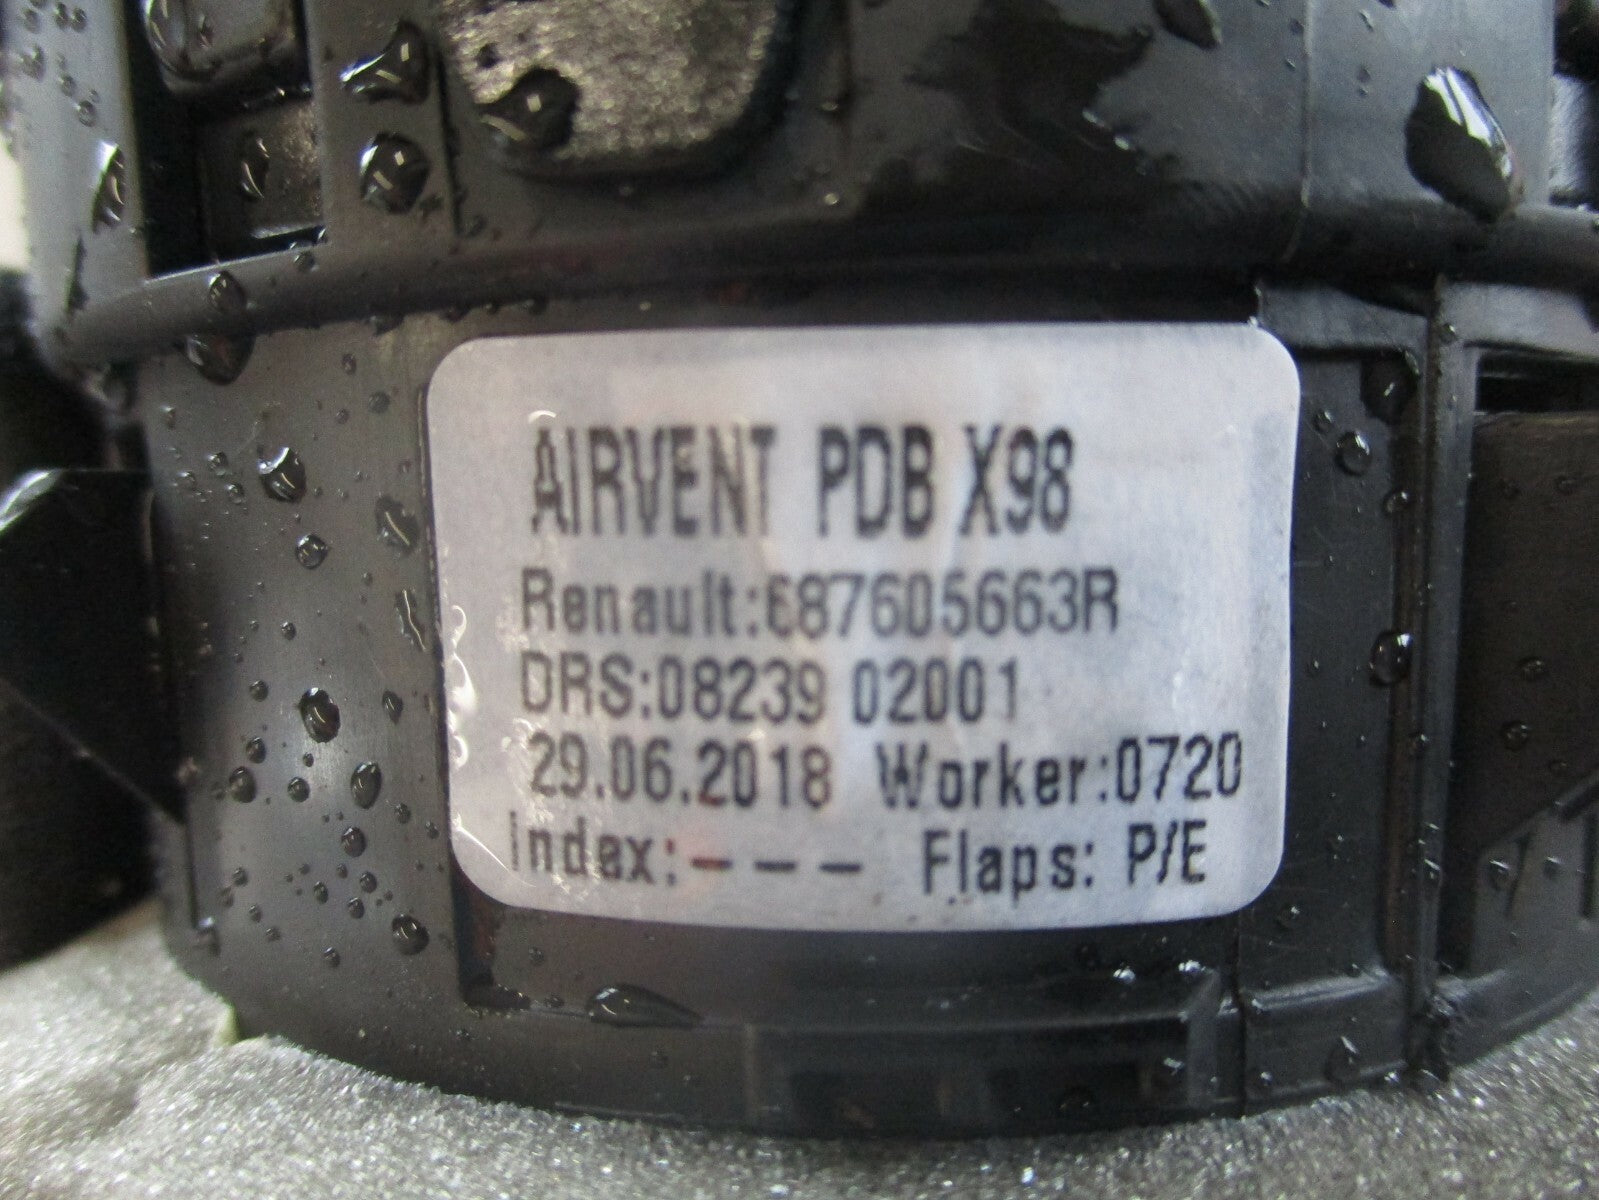 AIRVENT PDB X98
Renault:687605663R
DRS:08239 02001
29.06.2018 Worker:0720
index:--- Flaps: P/E